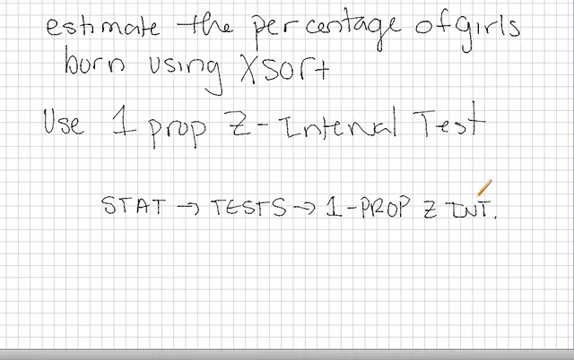 estimate the percentage of girls
born using XSort
Use 1 prop Z-Interval Test
STAT → TESTS → 1-PROP Z INT.